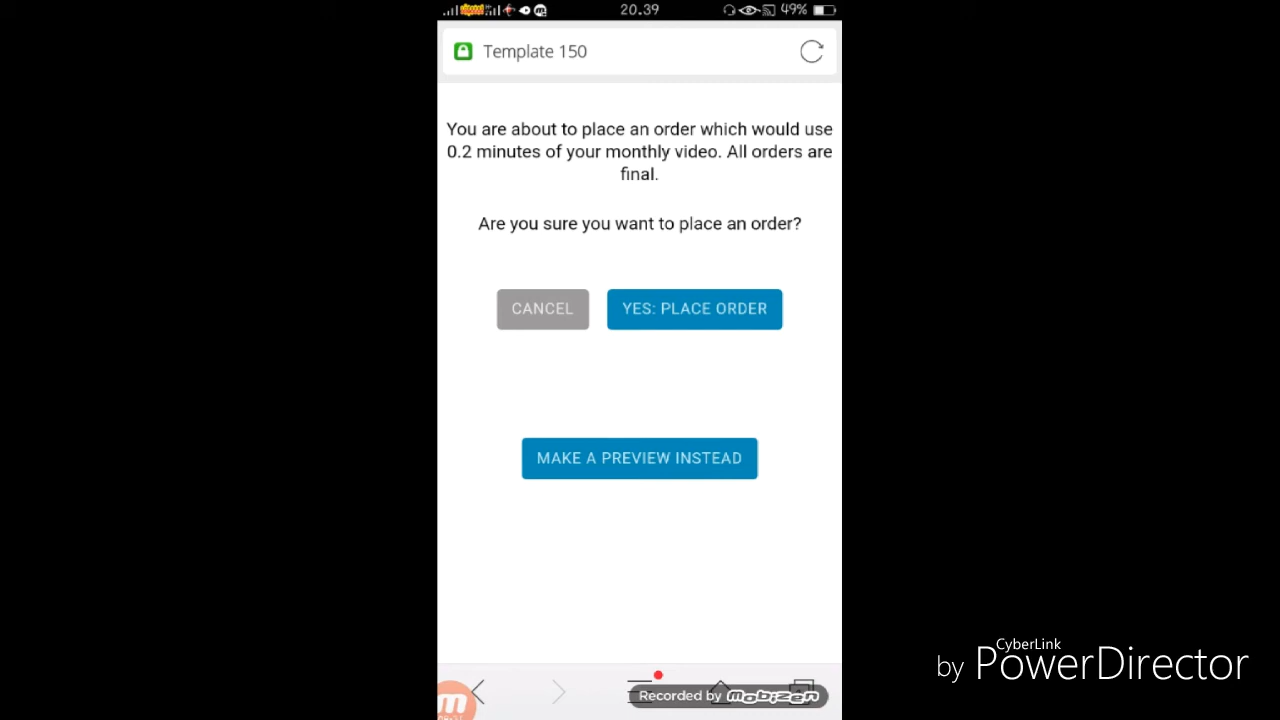 20.39
49%
Template 150
You are about to place an order which would use
0.2 minutes of your monthly video. All orders are
final.
Are you sure you want to place an order?
CANCEL
YES: PLACE ORDER
MAKE A PREVIEW INSTEAD
CyberLink
by PowerDirector
Recorded by mobizen